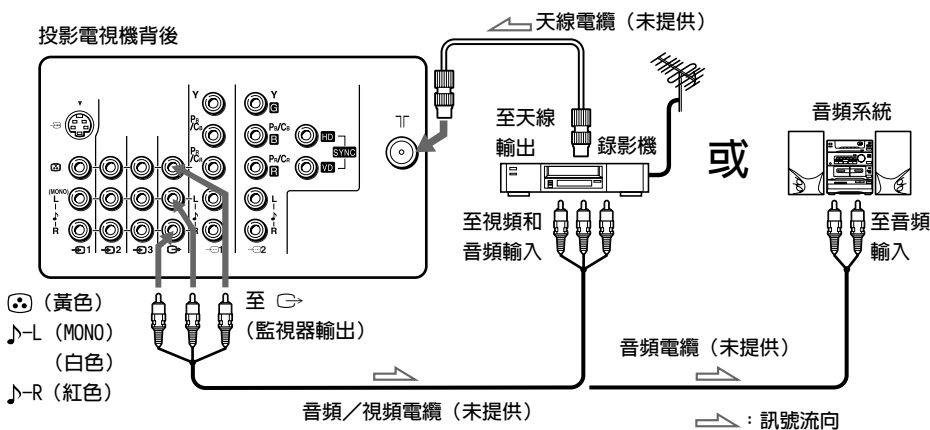 天線電纜（未提供）
投影電視機背後
音頻系統
至天線
輸出
錄影機
或
Y
PB
/CB
PR
/CR
Y
G
PB/CB
B
PR/CR
R
HD
SYNC
VD
(MONO)
L
R
L
R
L
R
1
2
3
1
2
至視頻和
音頻輸入
至音頻
輸入
（黃色）
♪-L（MONO）
（白色）
♪-R（紅色）
至
（監視器輸出）
音頻電纜（未提供）
音頻／視頻電纜（未提供）
：訊號流向